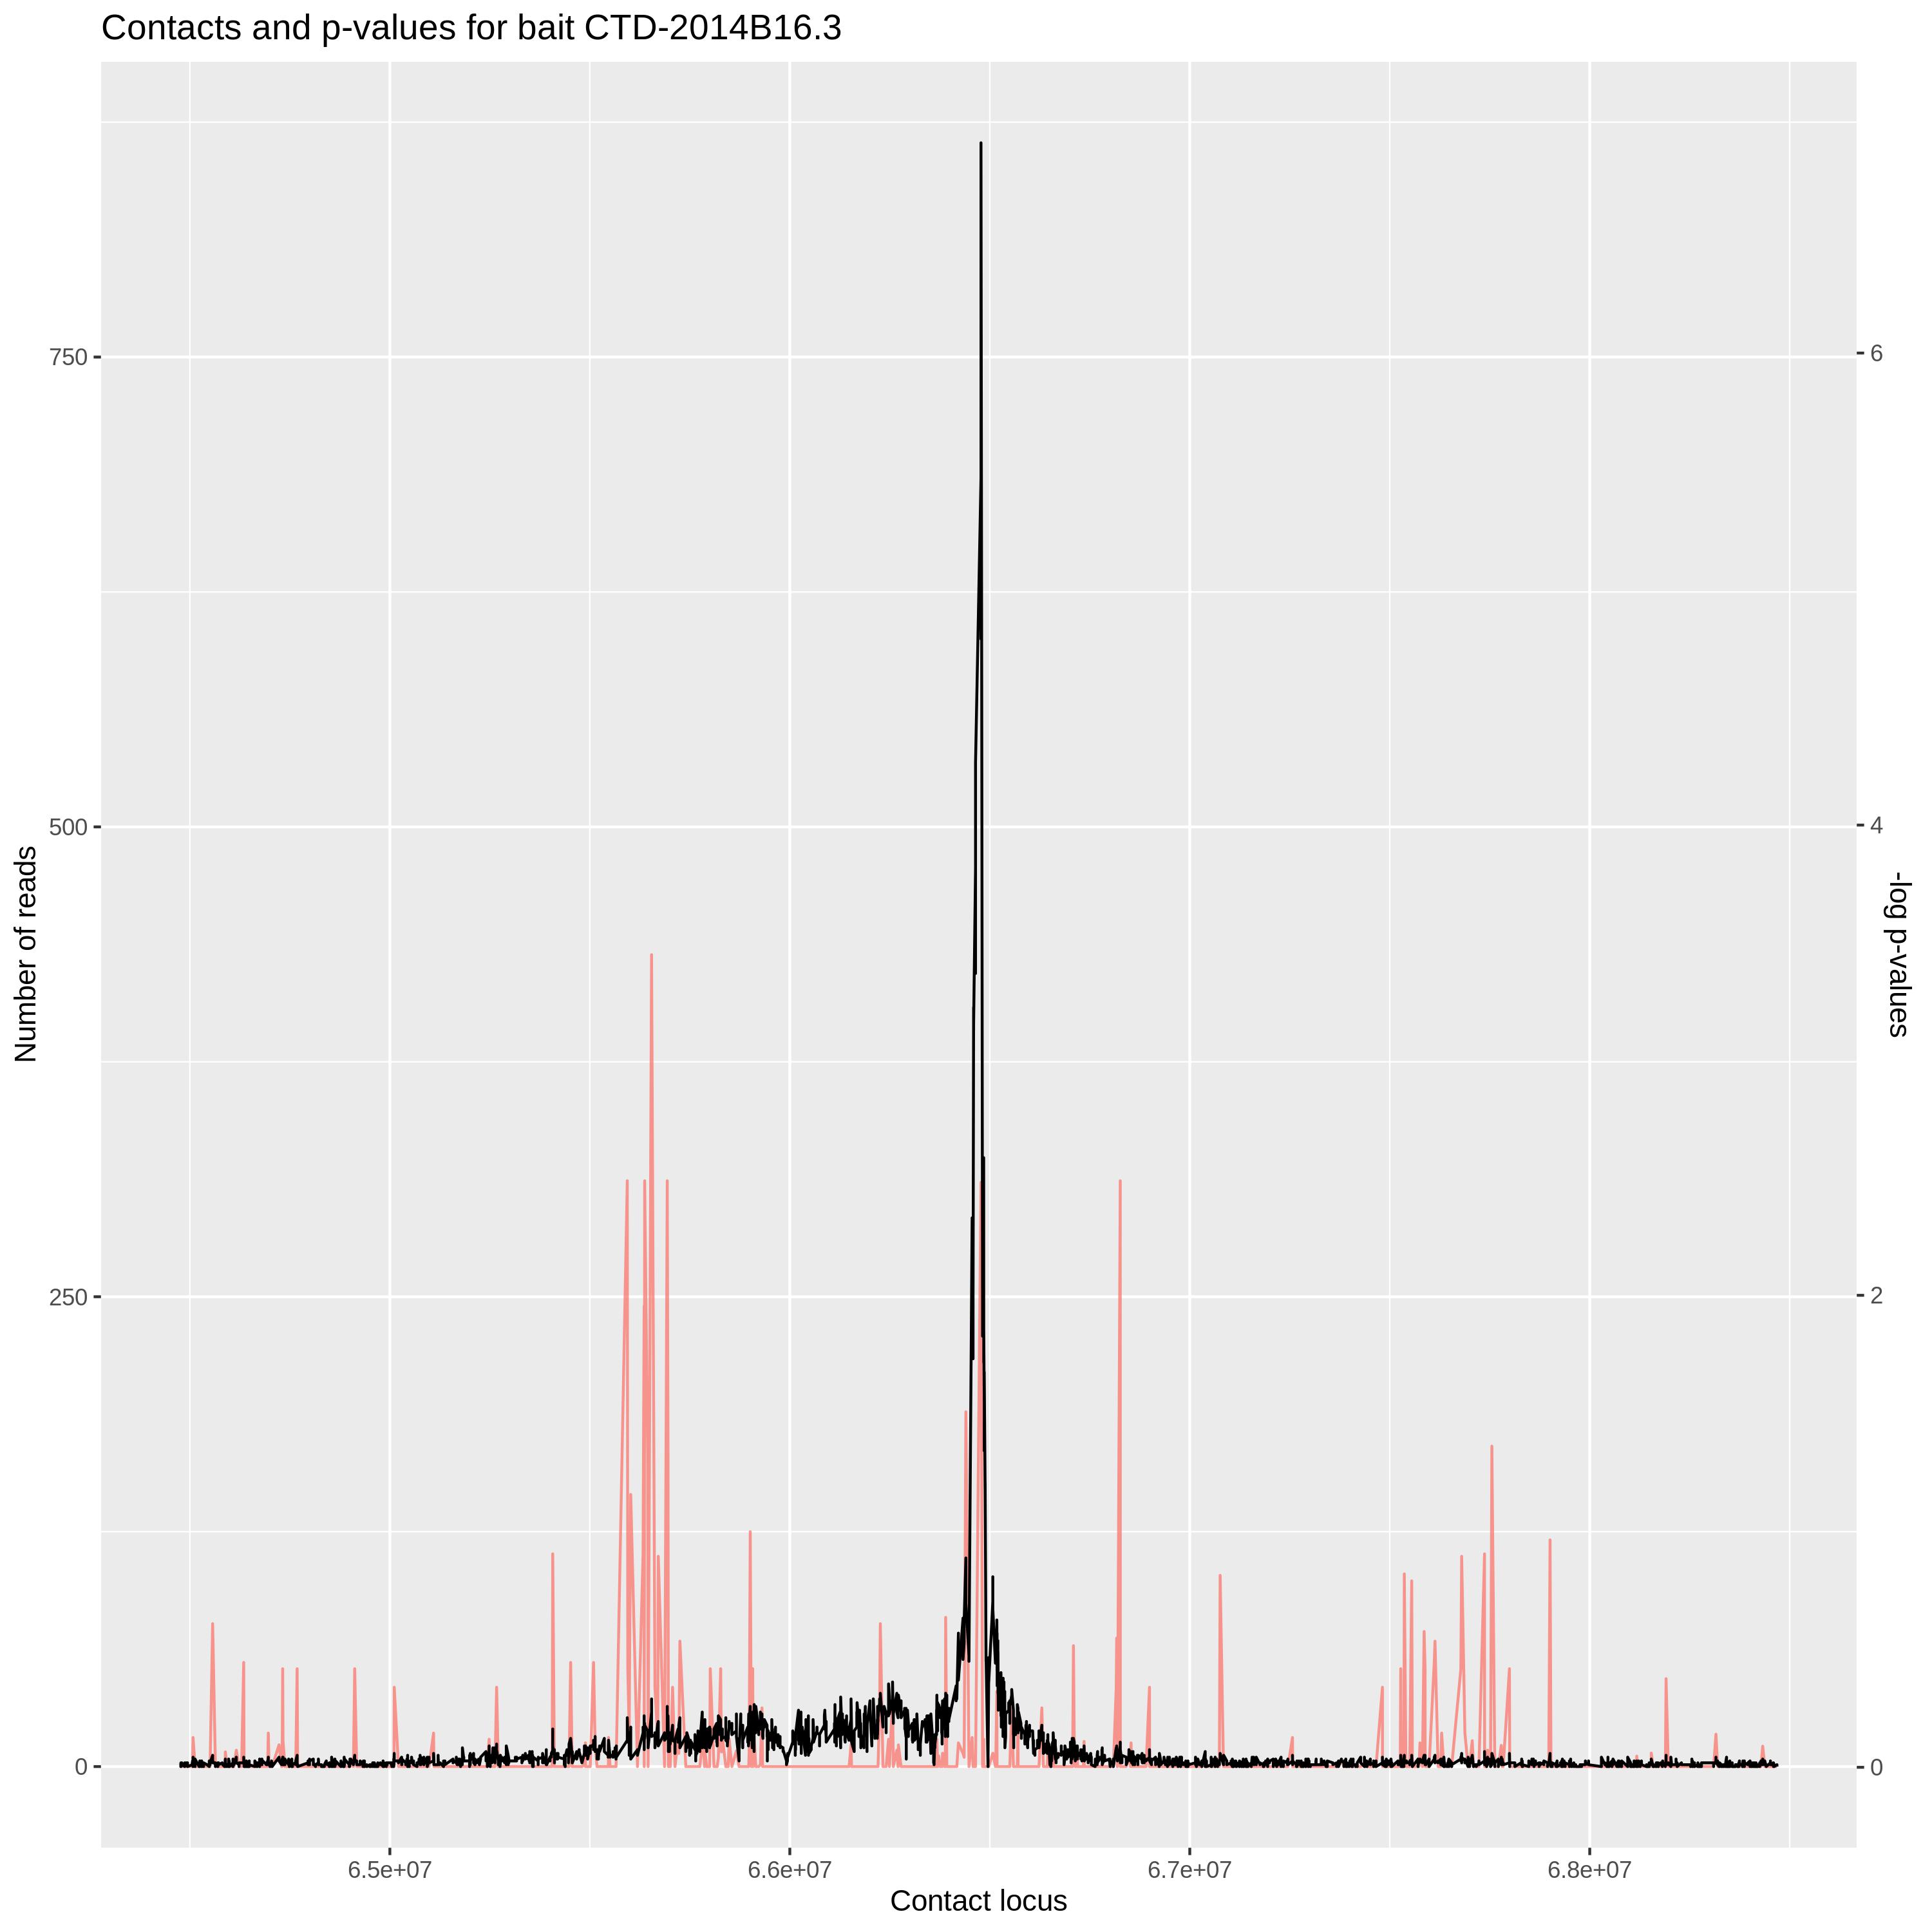 Contacts and p-values for bait CTD-2014B16.3
750
500
250
0
Number of reads
6
4
2
0
-log p-values
6.5e+07
6.6e+07
6.7e+07
6.8e+07
Contact locus